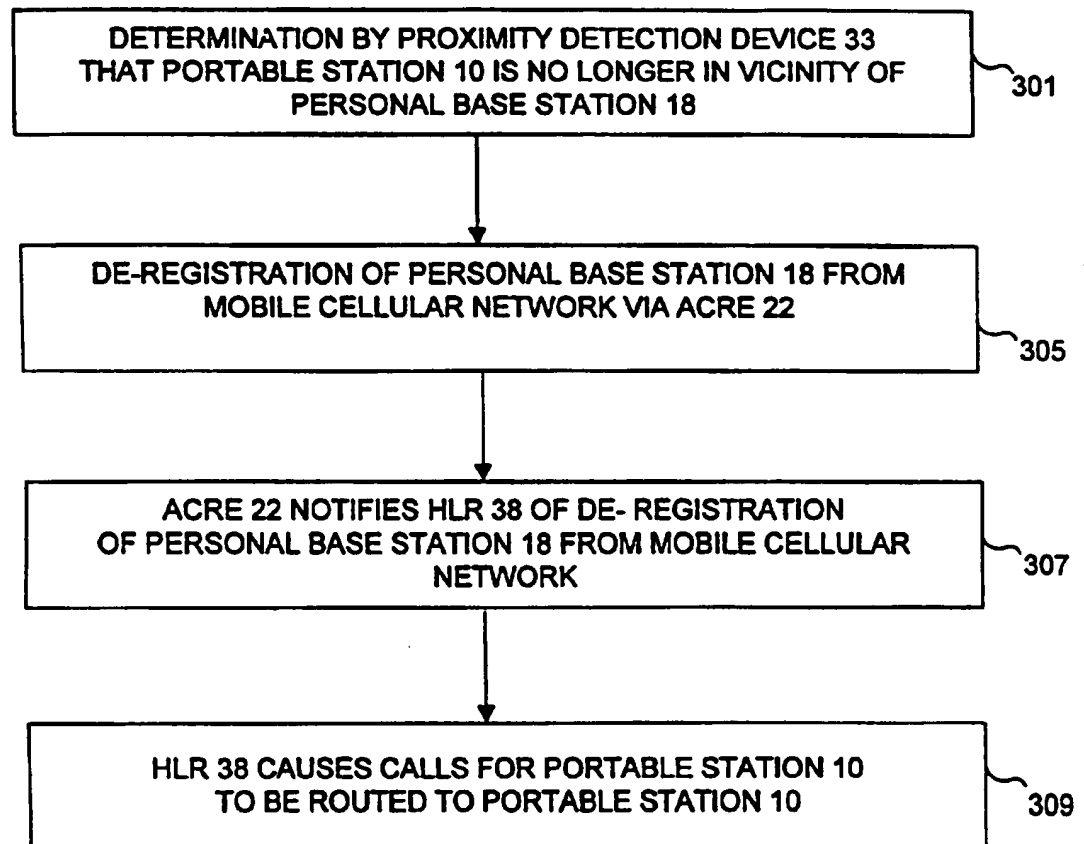 DETERMINATION BY PROXIMITY DETECTION DEVICE 33
THAT PORTABLE STATION 10 IS NO LONGER IN VICINITY OF
PERSONAL BASE STATION 18
301
DE-REGISTRATION OF PERSONAL BASE STATION 18 FROM
MOBILE CELLULAR NETWORK VIA ACRE 22
305
ACRE 22 NOTIFIES HLR 38 OF DE- REGISTRATION
OF PERSONAL BASE STATION 18 FROM MOBILE CELLULAR
NETWORK
307
HLR 38 CAUSES CALLS FOR PORTABLE STATION 10
TO BE ROUTED TO PORTABLE STATION 10
309